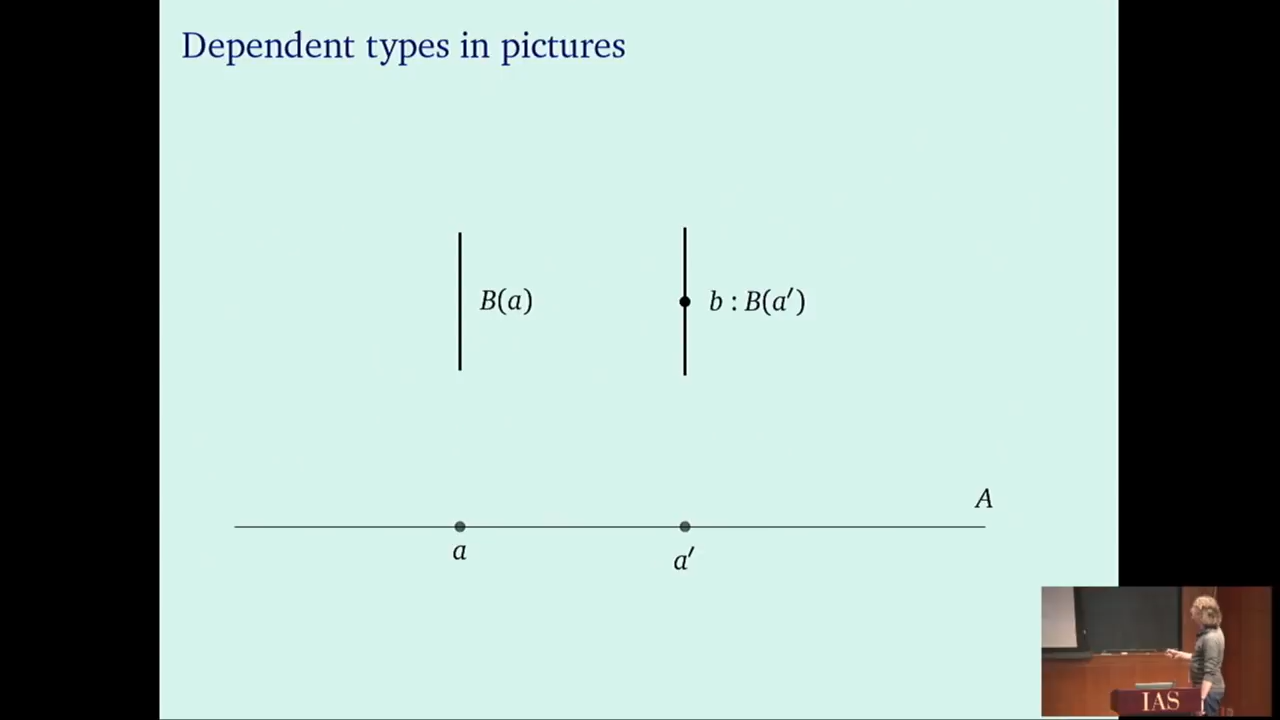 Dependent types in pictures
B(a)
b : B(a′)
A
a
a′
IAS